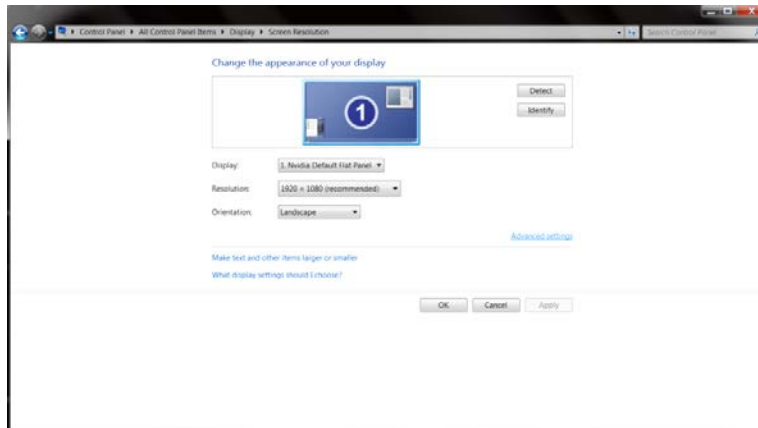 Control Panel ▸ All Control Panel Items ▸ Display ▸ Screen Resolution
Search Control Panel
Change the appearance of your display
1
Detect
Identify
Display:
1. Nvidia Default Flat Panel
Resolution:
1920 × 1080 (recommended)
Orientation:
Landscape
Advanced settings
Make text and other items larger or smaller
What display settings should I choose?
OK
Cancel
Apply